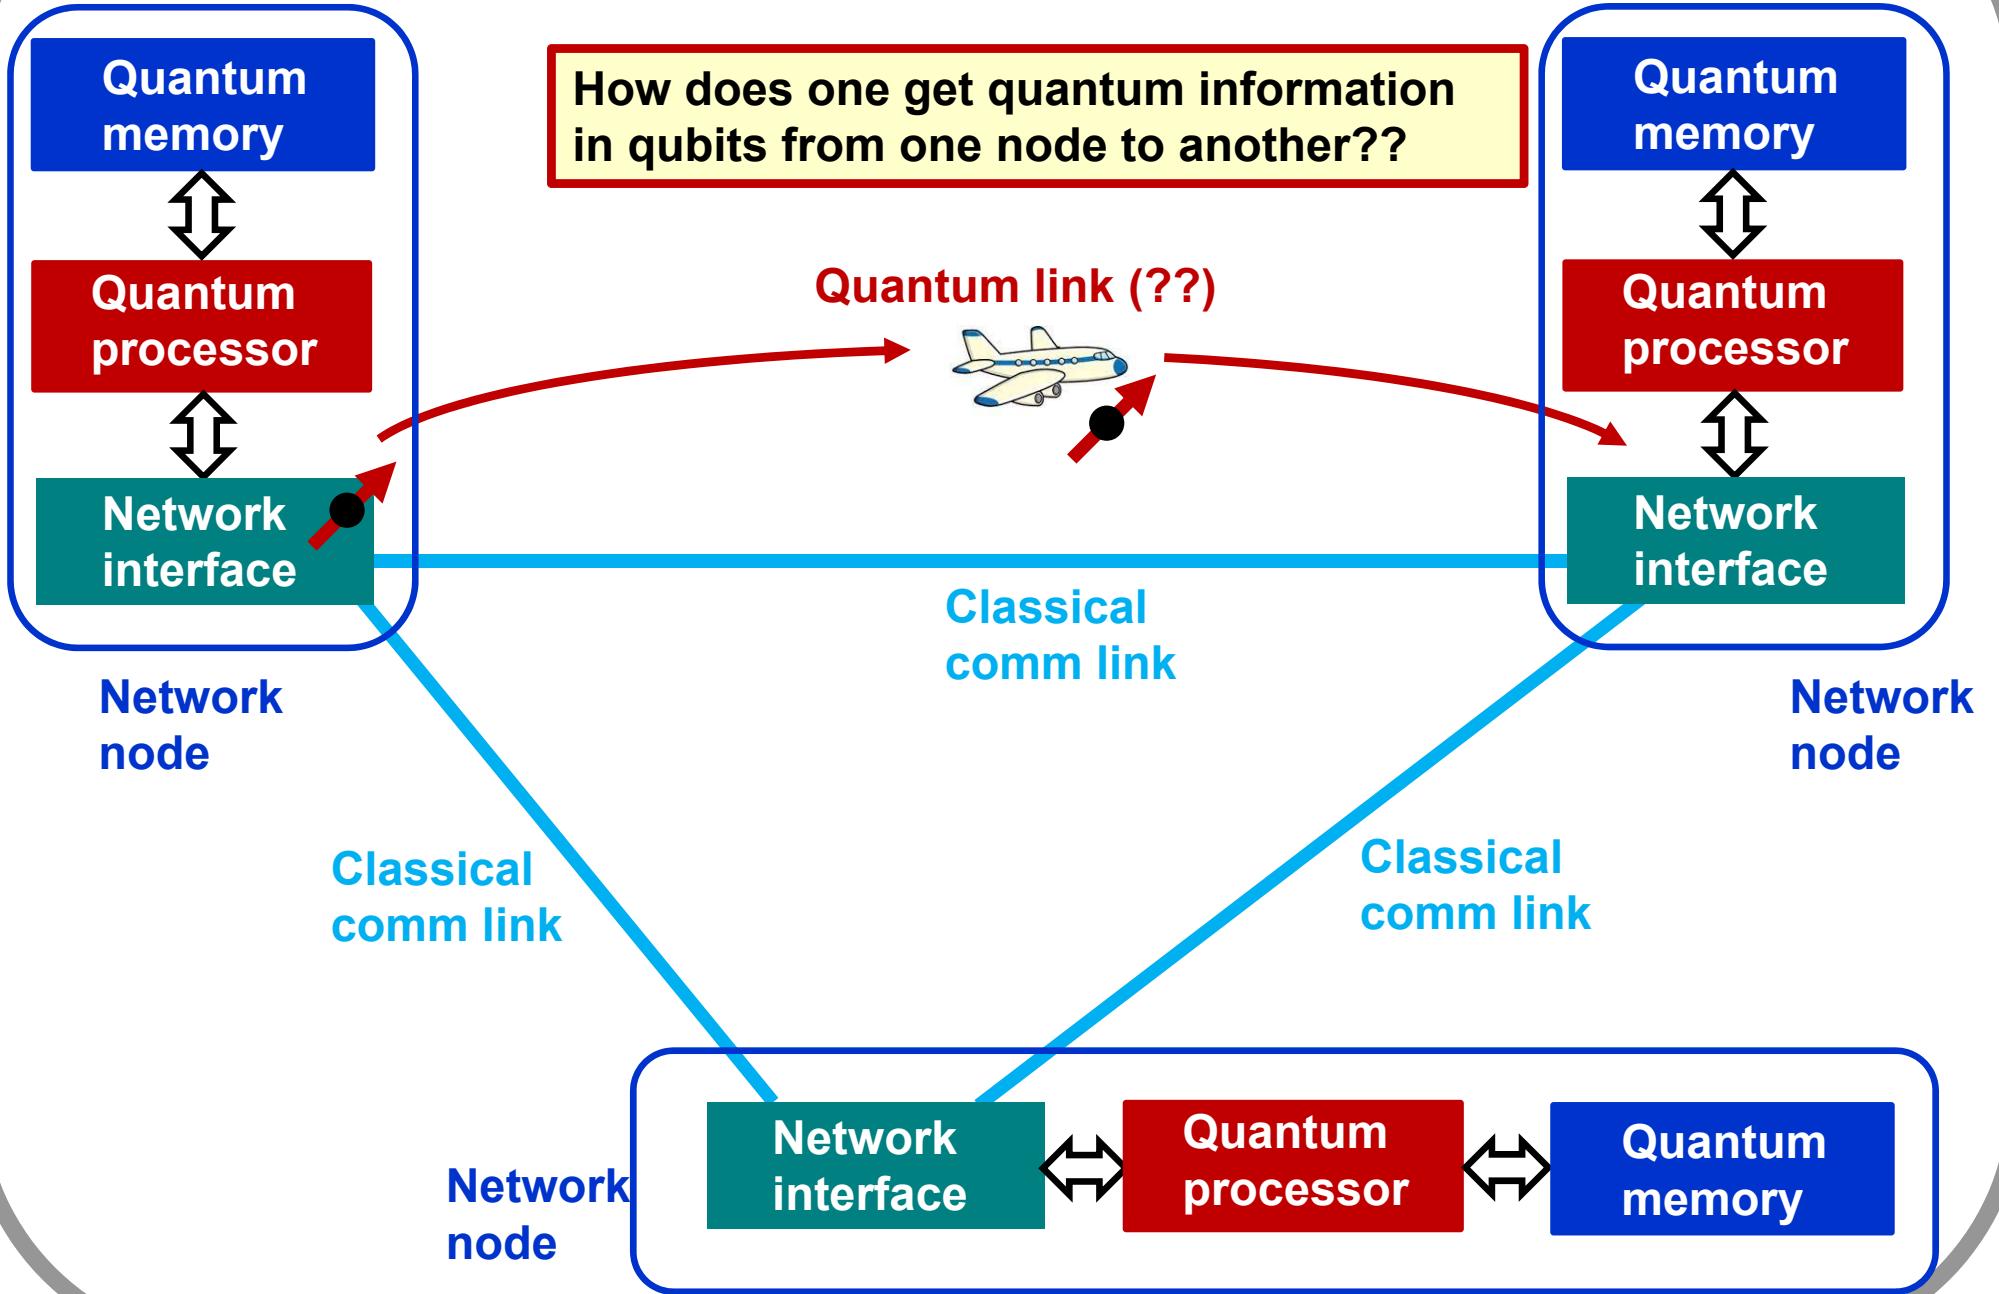 Quantum
memory
How does one get quantum information
in qubits from one node to another??
Quantum
memory
Quantum link (??)
Quantum
processor
Quantum
processor
Network
interface
Network
interface
Classical
comm link
Network
node
Network
node
Classical
comm link
Classical
comm link
Network
node
Network
interface
Quantum
processor
Quantum
memory